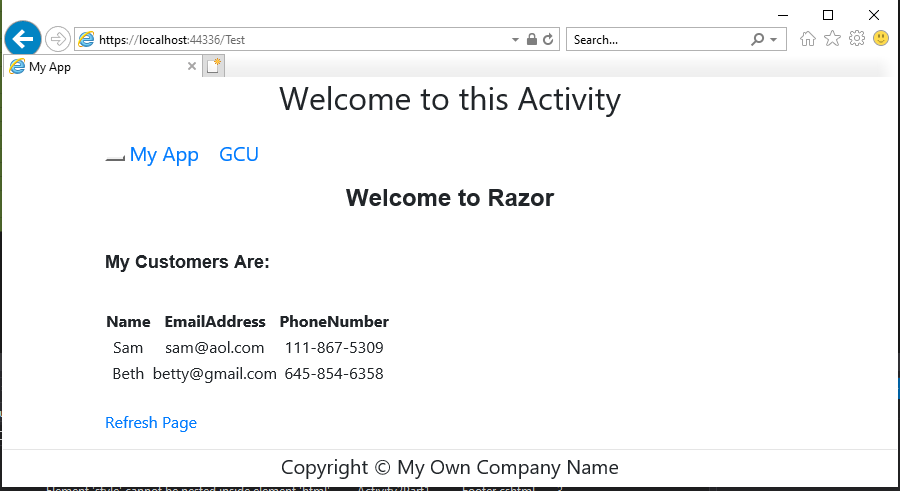 https://localhost:44336/Test
Search...
My App
Welcome to this Activity
My App GCU
Welcome to Razor
My Customers Are:
Name EmailAddress PhoneNumber
Sam sam@aol.com 111-867-5309
Beth betty@gmail.com 645-854-6358
Refresh Page
Copyright © My Own Company Name